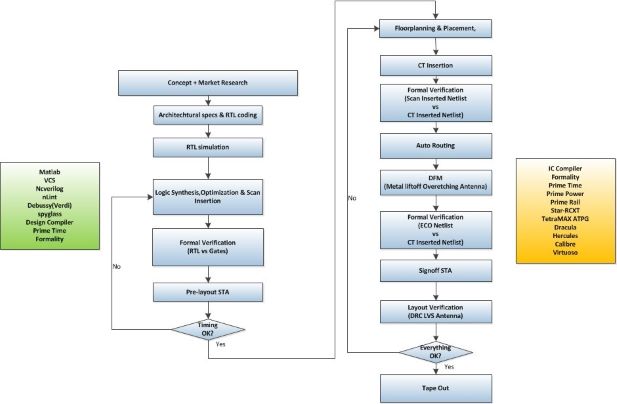 Concept + Market Research
Architechtural specs & RTL coding
RTL simulation
Logic Synthesis,Optimization & Scan
Insertion
Formal Verification
(RTL vs Gates)
Pre-layout STA
Timing
OK?
No
Yes
Matlab
VCS
Ncverilog
nLint
Debussy(Verdi)
spyglass
Design Compiler
Prime Time
Formality
Floorplanning & Placement,
CT Insertion
Formal Verification
(Scan Inserted Netlist
vs
CT Inserted Netlist)
Auto Routing
DFM
(Metal liftoff Overetching Antenna)
Formal Verification
(ECO Netlist
vs
CT Inserted Netlist)
Signoff STA
Layout Verification
(DRC LVS Antenna)
Everything
OK?
No
Yes
Tape Out
IC Compiler
Formality
Prime Time
Prime Power
Prime Rail
Star-RCXT
TetraMAX ATPG
Dracula
Hercules
Calibre
Virtuoso